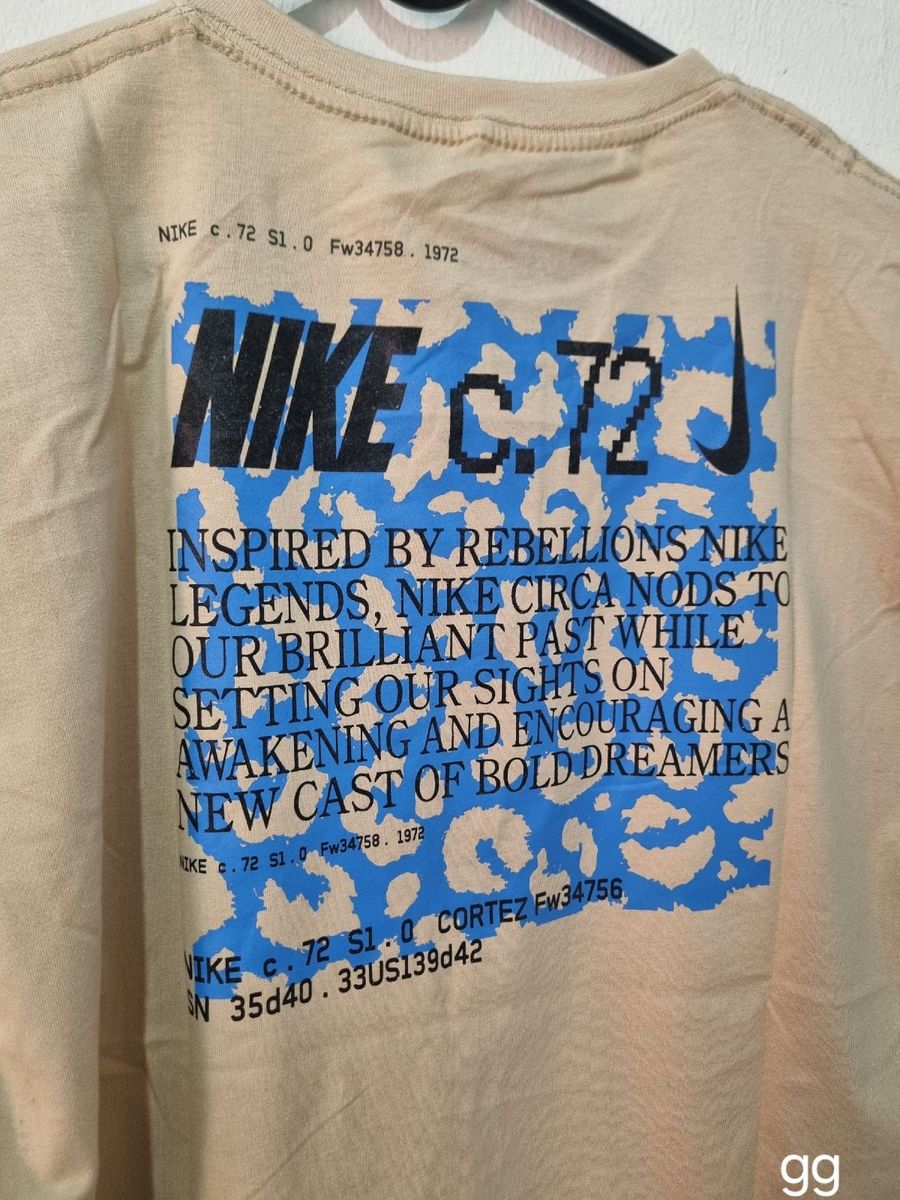 NIKE c.72 S1.0 Fw34758.1972
NIKE c.72
INSPIRED BY REBELLIONS NIKE
LEGENDS, NIKE CIRCA NODS TO
OUR BRILLIANT PAST WHILE
SETTING OUR SIGHTS ON
AWAKENING AND ENCOURAGING A
NEW CAST OF BOLD DREAMERS
NIKE c.72 S1.0 Fw34758.1972
NIKE c.72 S1.0 CORTEZ Fw34756
SN 35d40.33US139d42
gg